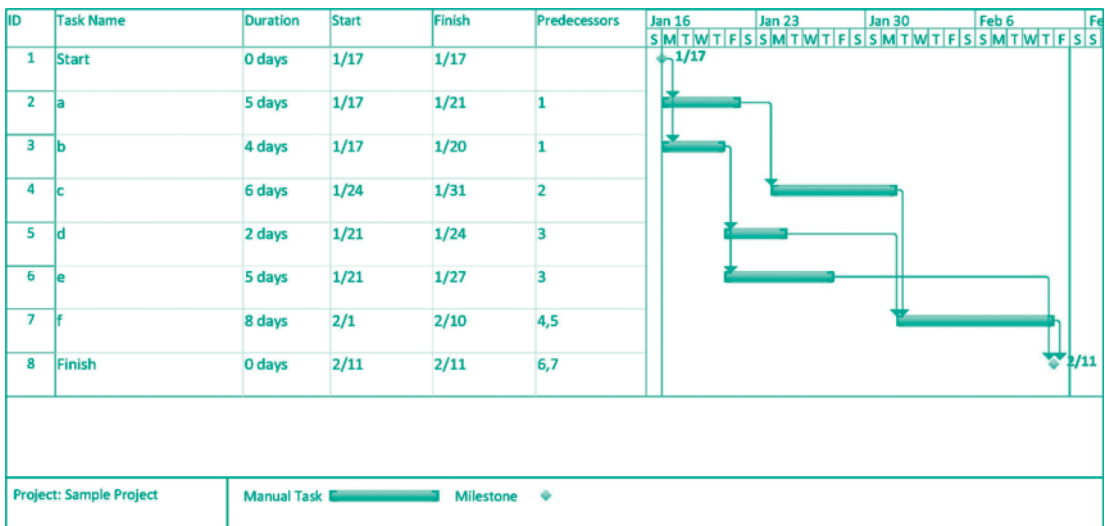 ID Task Name Duration Start Finish Predecessors Jan 16 Jan 23 Jan 30 Feb 6 Fe
S M T W T F S S M T W T F S S M T W T F S S M T W T F S S
1 Start 0 days 1/17 1/17 1/17
2 a 5 days 1/17 1/21 1
3 b 4 days 1/17 1/20 1
4 c 6 days 1/24 1/31 2
5 d 2 days 1/21 1/24 3
6 e 5 days 1/21 1/27 3
7 f 8 days 2/1 2/10 4,5
8 Finish 0 days 2/11 2/11 6,7 2/11
Project: Sample Project Manual Task Milestone